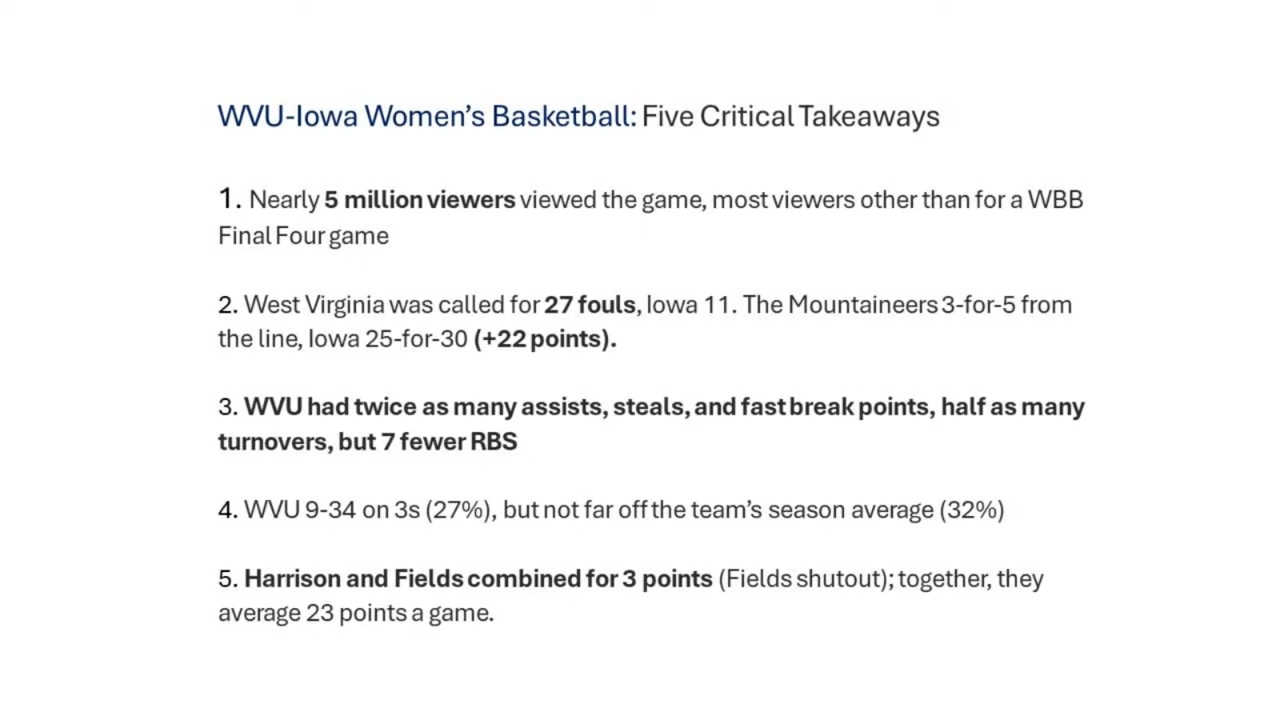 WVU-Iowa Women's Basketball: Five Critical Takeaways
1. Nearly 5 million viewers viewed the game, most viewers other than for a WBB
Final Four game
2. West Virginia was called for 27 fouls, Iowa 11. The Mountaineers 3-for-5 from
the line, Iowa 25-for-30 (+22 points).
3. WVU had twice as many assists, steals, and fast break points, half as many
turnovers, but 7 fewer RBS
4. WVU 9-34 on 3s (27%), but not far off the team's season average (32%)
5. Harrison and Fields combined for 3 points (Fields shutout); together, they
average 23 points a game.